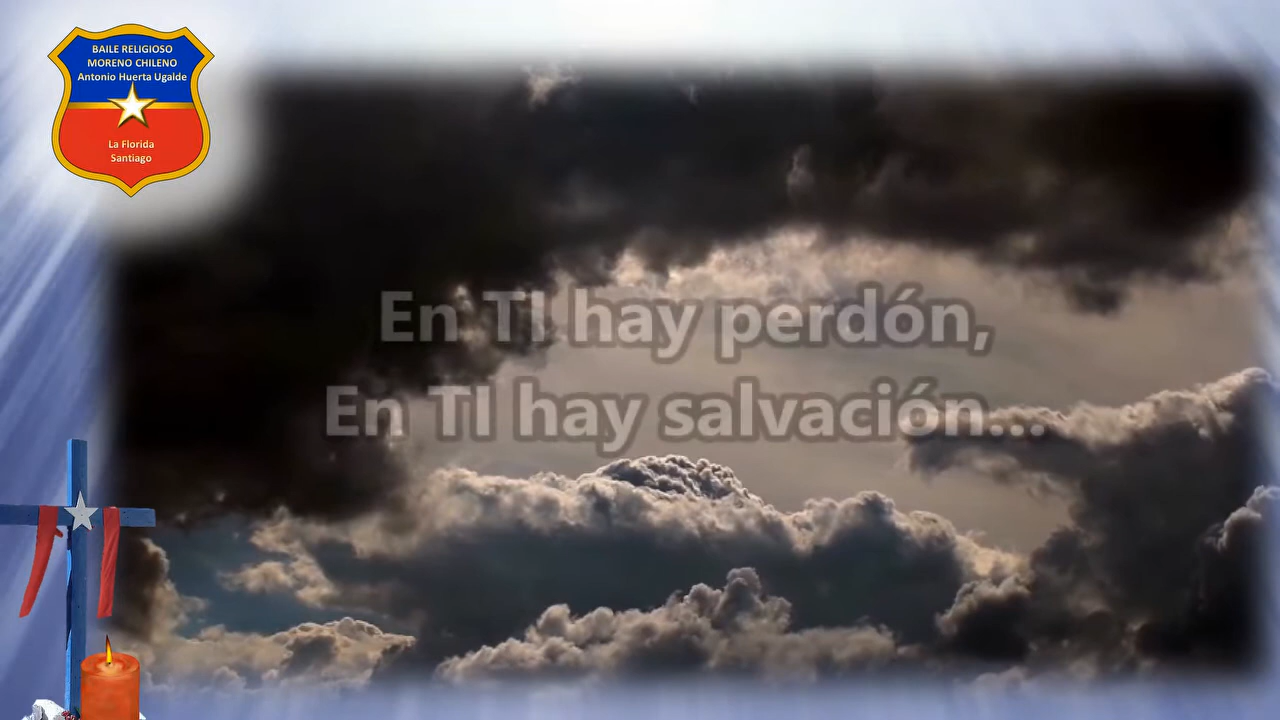 BAILE RELIGIOSO
MORENO CHILENO
Antonio Huerta Ugalde
La Florida
Santiago
En TI hay perdón,
En TI hay salvación...